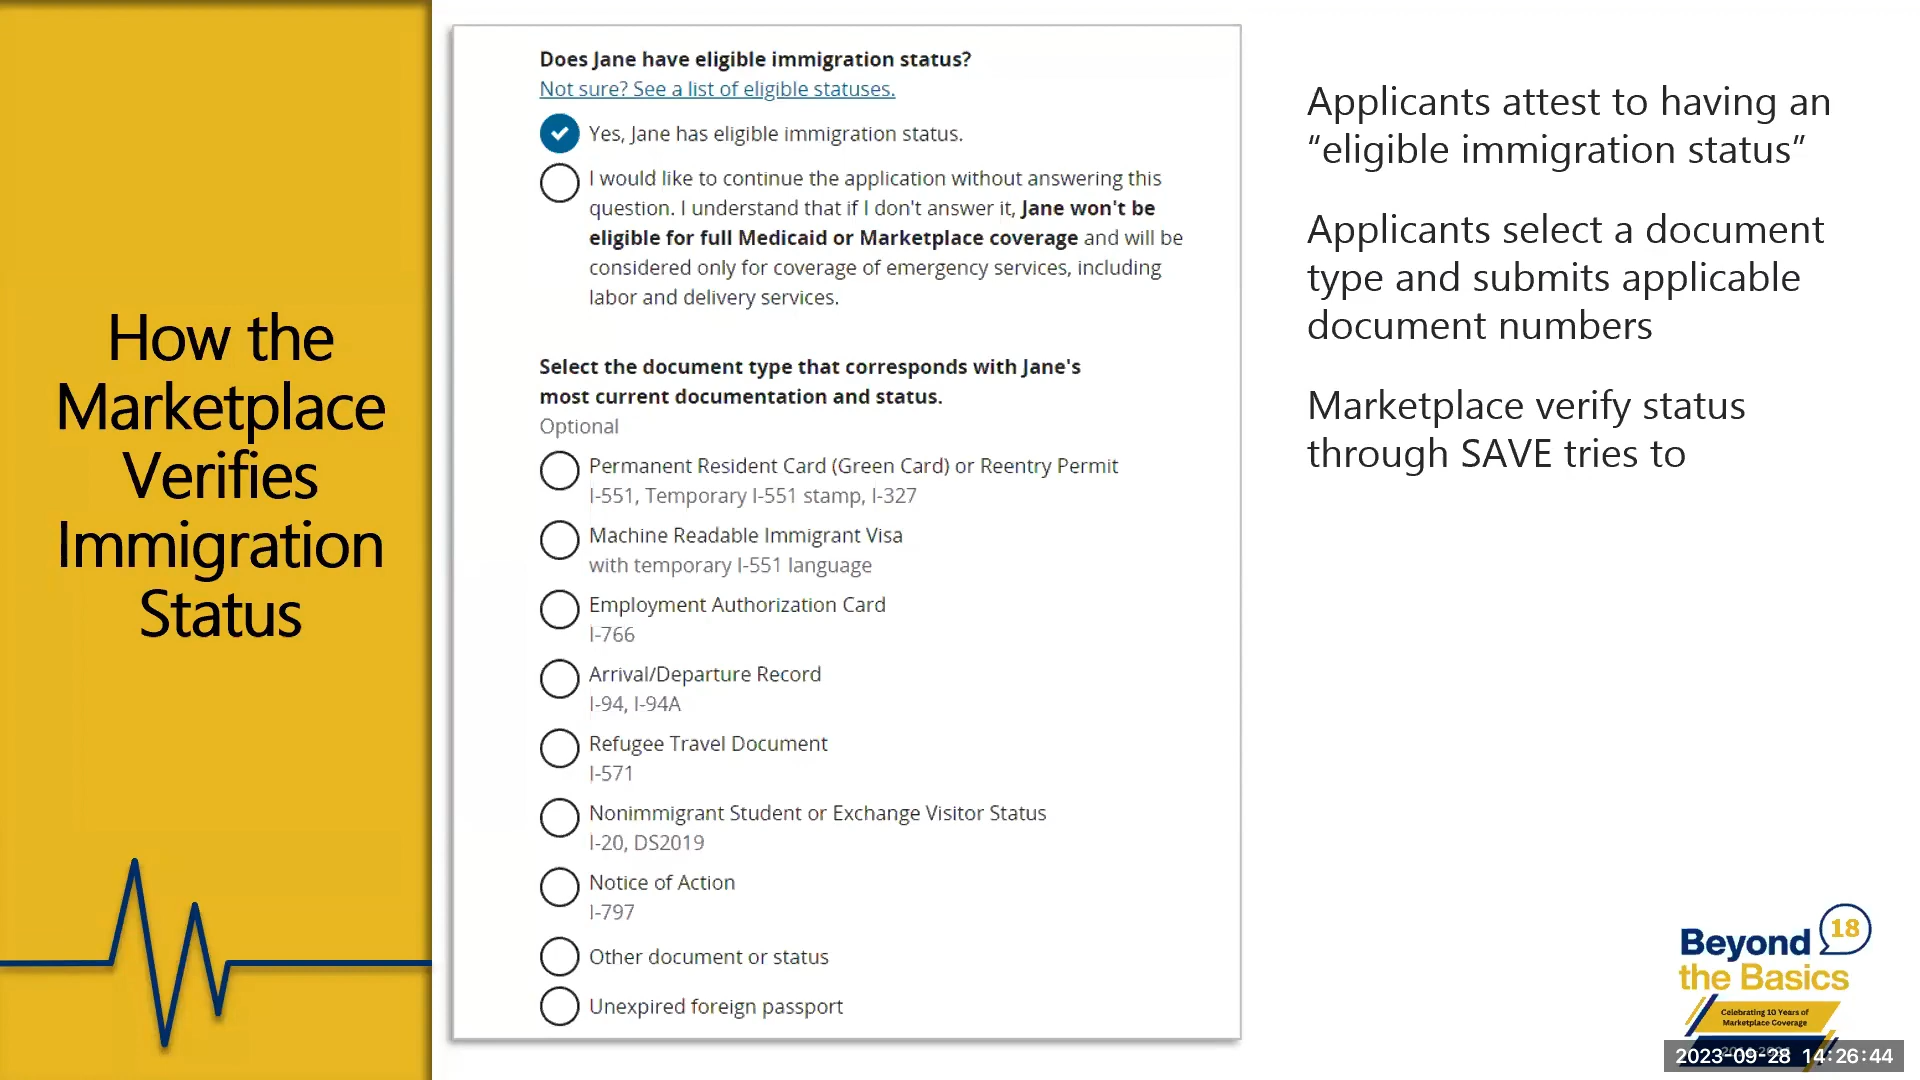 How the
Marketplace
Verifies
Immigration
Status
Does Jane have eligible immigration status?
Not sure? See a list of eligible statuses.
Yes, Jane has eligible immigration status.
I would like to continue the application without answering this
question. I understand that if I don't answer it, Jane won't be
eligible for full Medicaid or Marketplace coverage and will be
considered only for coverage of emergency services, including
labor and delivery services.
Select the document type that corresponds with Jane's
most current documentation and status.
Optional
Permanent Resident Card (Green Card) or Reentry Permit
I-551, Temporary I-551 stamp, I-327
Machine Readable Immigrant Visa
with temporary I-551 language
Employment Authorization Card
I-766
Arrival/Departure Record
I-94, I-94A
Refugee Travel Document
I-571
Nonimmigrant Student or Exchange Visitor Status
I-20, DS2019
Notice of Action
I-797
Other document or status
Unexpired foreign passport
Applicants attest to having an
“eligible immigration status”
Applicants select a document
type and submits applicable
document numbers
Marketplace verify status
through SAVE tries to
18
Beyond
the Basics
Celebrating 10 Years of
Marketplace Coverage
2023-09-28 14:26:44